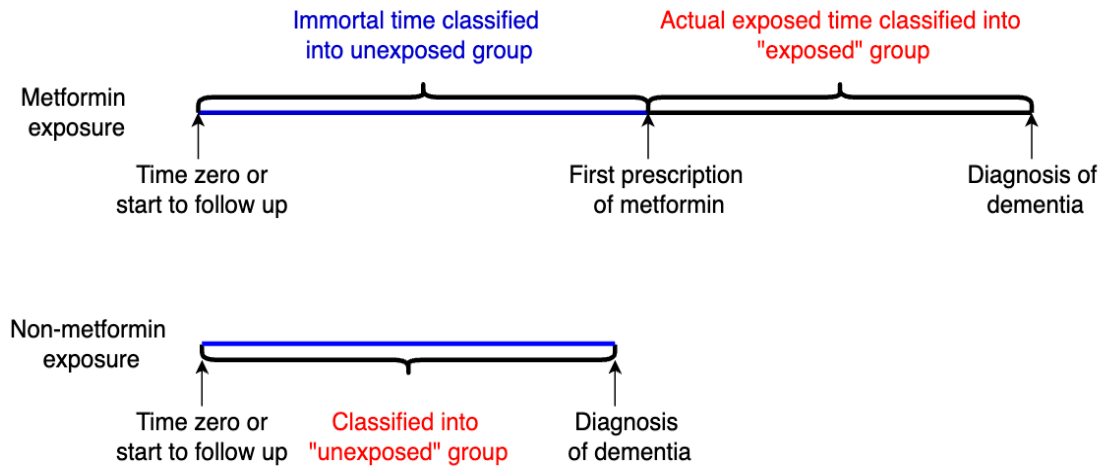 Immortal time classified
into unexposed group
Actual exposed time classified into
"exposed" group
Metformin
exposure
Time zero or
start to follow up
First prescription
of metformin
Diagnosis of
dementia
Non-metformin
exposure
Time zero or
start to follow up
Classified into
"unexposed" group
Diagnosis
of dementia